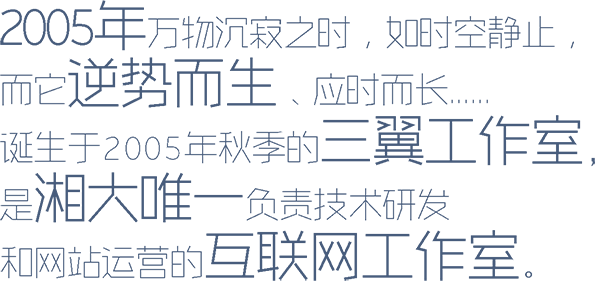 2005年万物沉寂之时，如时空静止，
而它逆势而生、应时而长......
诞生于2005年秋季的三翼工作室，
是湘大唯一负责技术研发
和网站运营的互联网工作室。